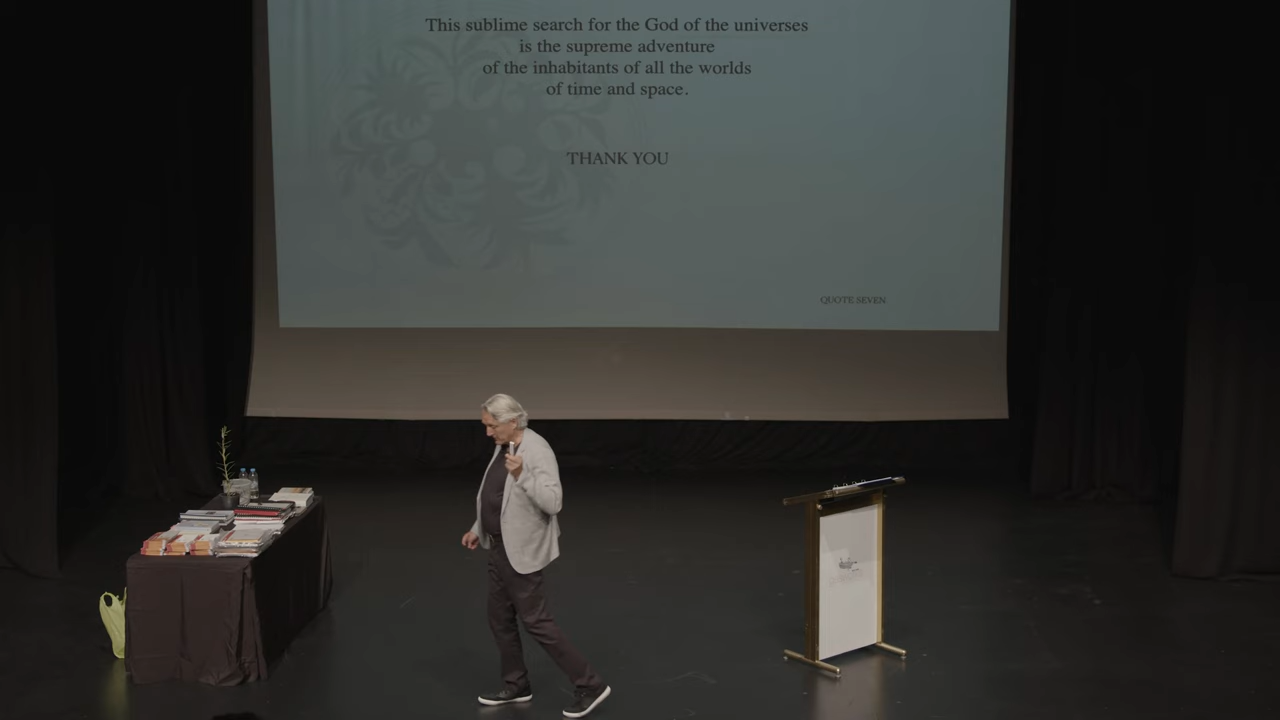 This sublime search for the God of the universes
is the supreme adventure
of the inhabitants of all the worlds
of time and space.
THANK YOU
QUOTE SEVEN